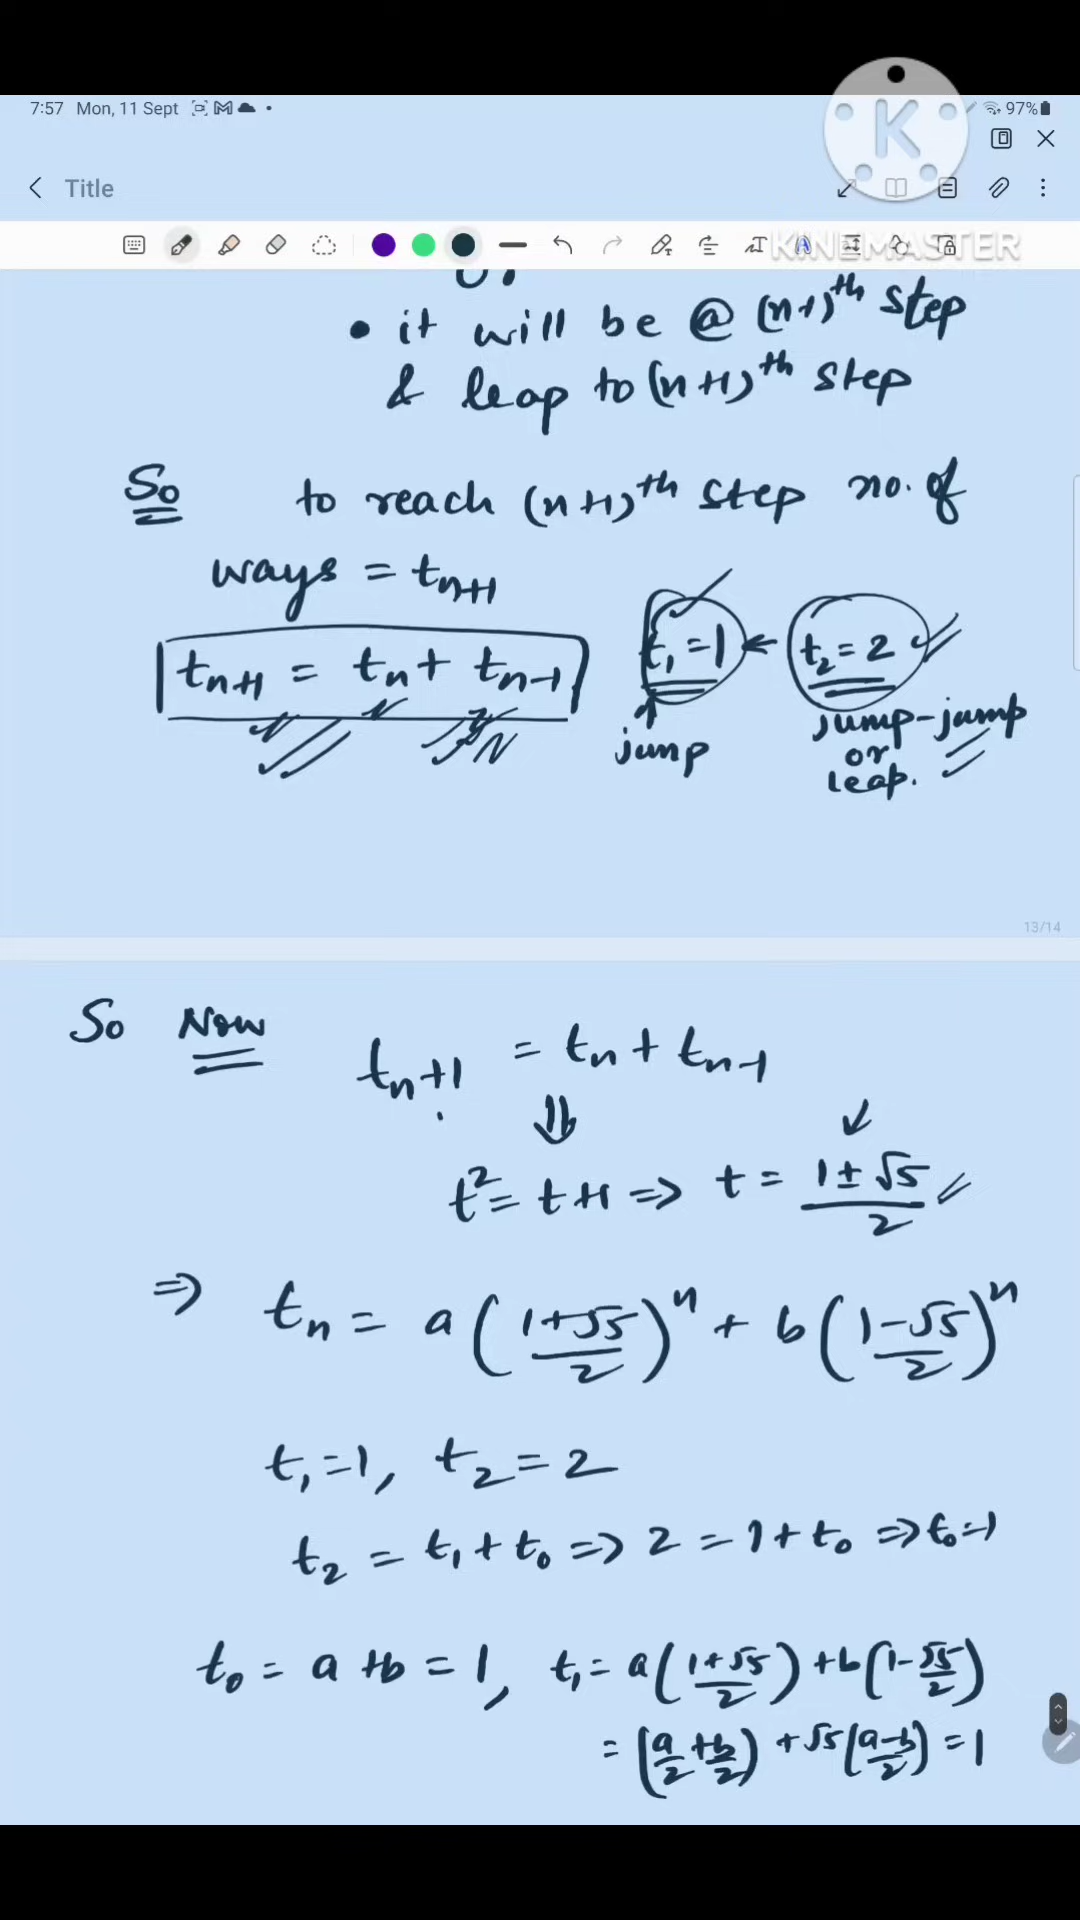 7:57 Mon, 11 Sept 97%
K
Title
KINEMASTER
• it will be @ (n+1)th step
& leap to (n+1)th step
So to reach (n+1)th step no. of
ways = tn+1
tn+1 = tn + tn-1 t1 = 1 ← t2 = 2
jump jump-jump
or
leap.
13/14
So Now tn+1 = tn + tn-1
⇓ ↙
t² = t+1 => t = (1 ± √5)/2
=> tn = a((1+√5)/2)^n + b((1-√5)/2)^n
t1 = 1, t2 = 2
t2 = t1 + t0 => 2 = 1 + t0 => t0 = 1
t0 = a + b = 1, t1 = a((1+√5)/2) + b((1-√5)/2)
= (a/2 + b/2) + √5((a-b)/2) = 1